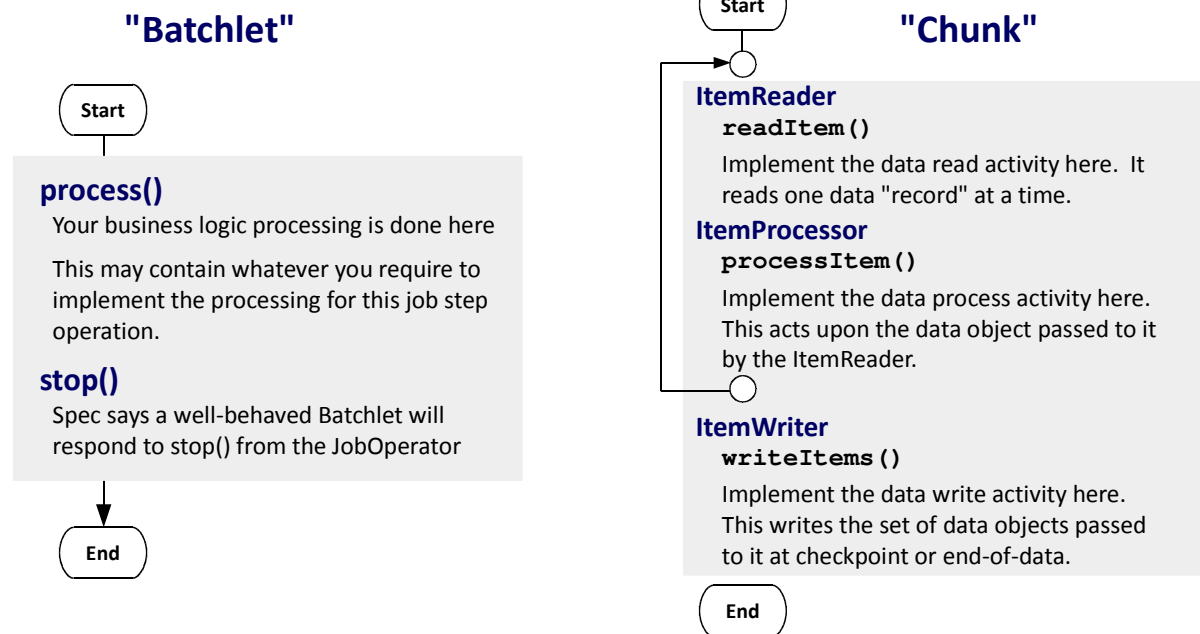 "Batchlet"
Start
process()
Your business logic processing is done here
This may contain whatever you require to
implement the processing for this job step
operation.
stop()
Spec says a well-behaved Batchlet will
respond to stop() from the JobOperator
End
Start
"Chunk"
ItemReader
readItem()
Implement the data read activity here.  It
reads one data "record" at a time.
ItemProcessor
processItem()
Implement the data process activity here.
This acts upon the data object passed to it
by the ItemReader.
ItemWriter
writeItems()
Implement the data write activity here.
This writes the set of data objects passed
to it at checkpoint or end-of-data.
End